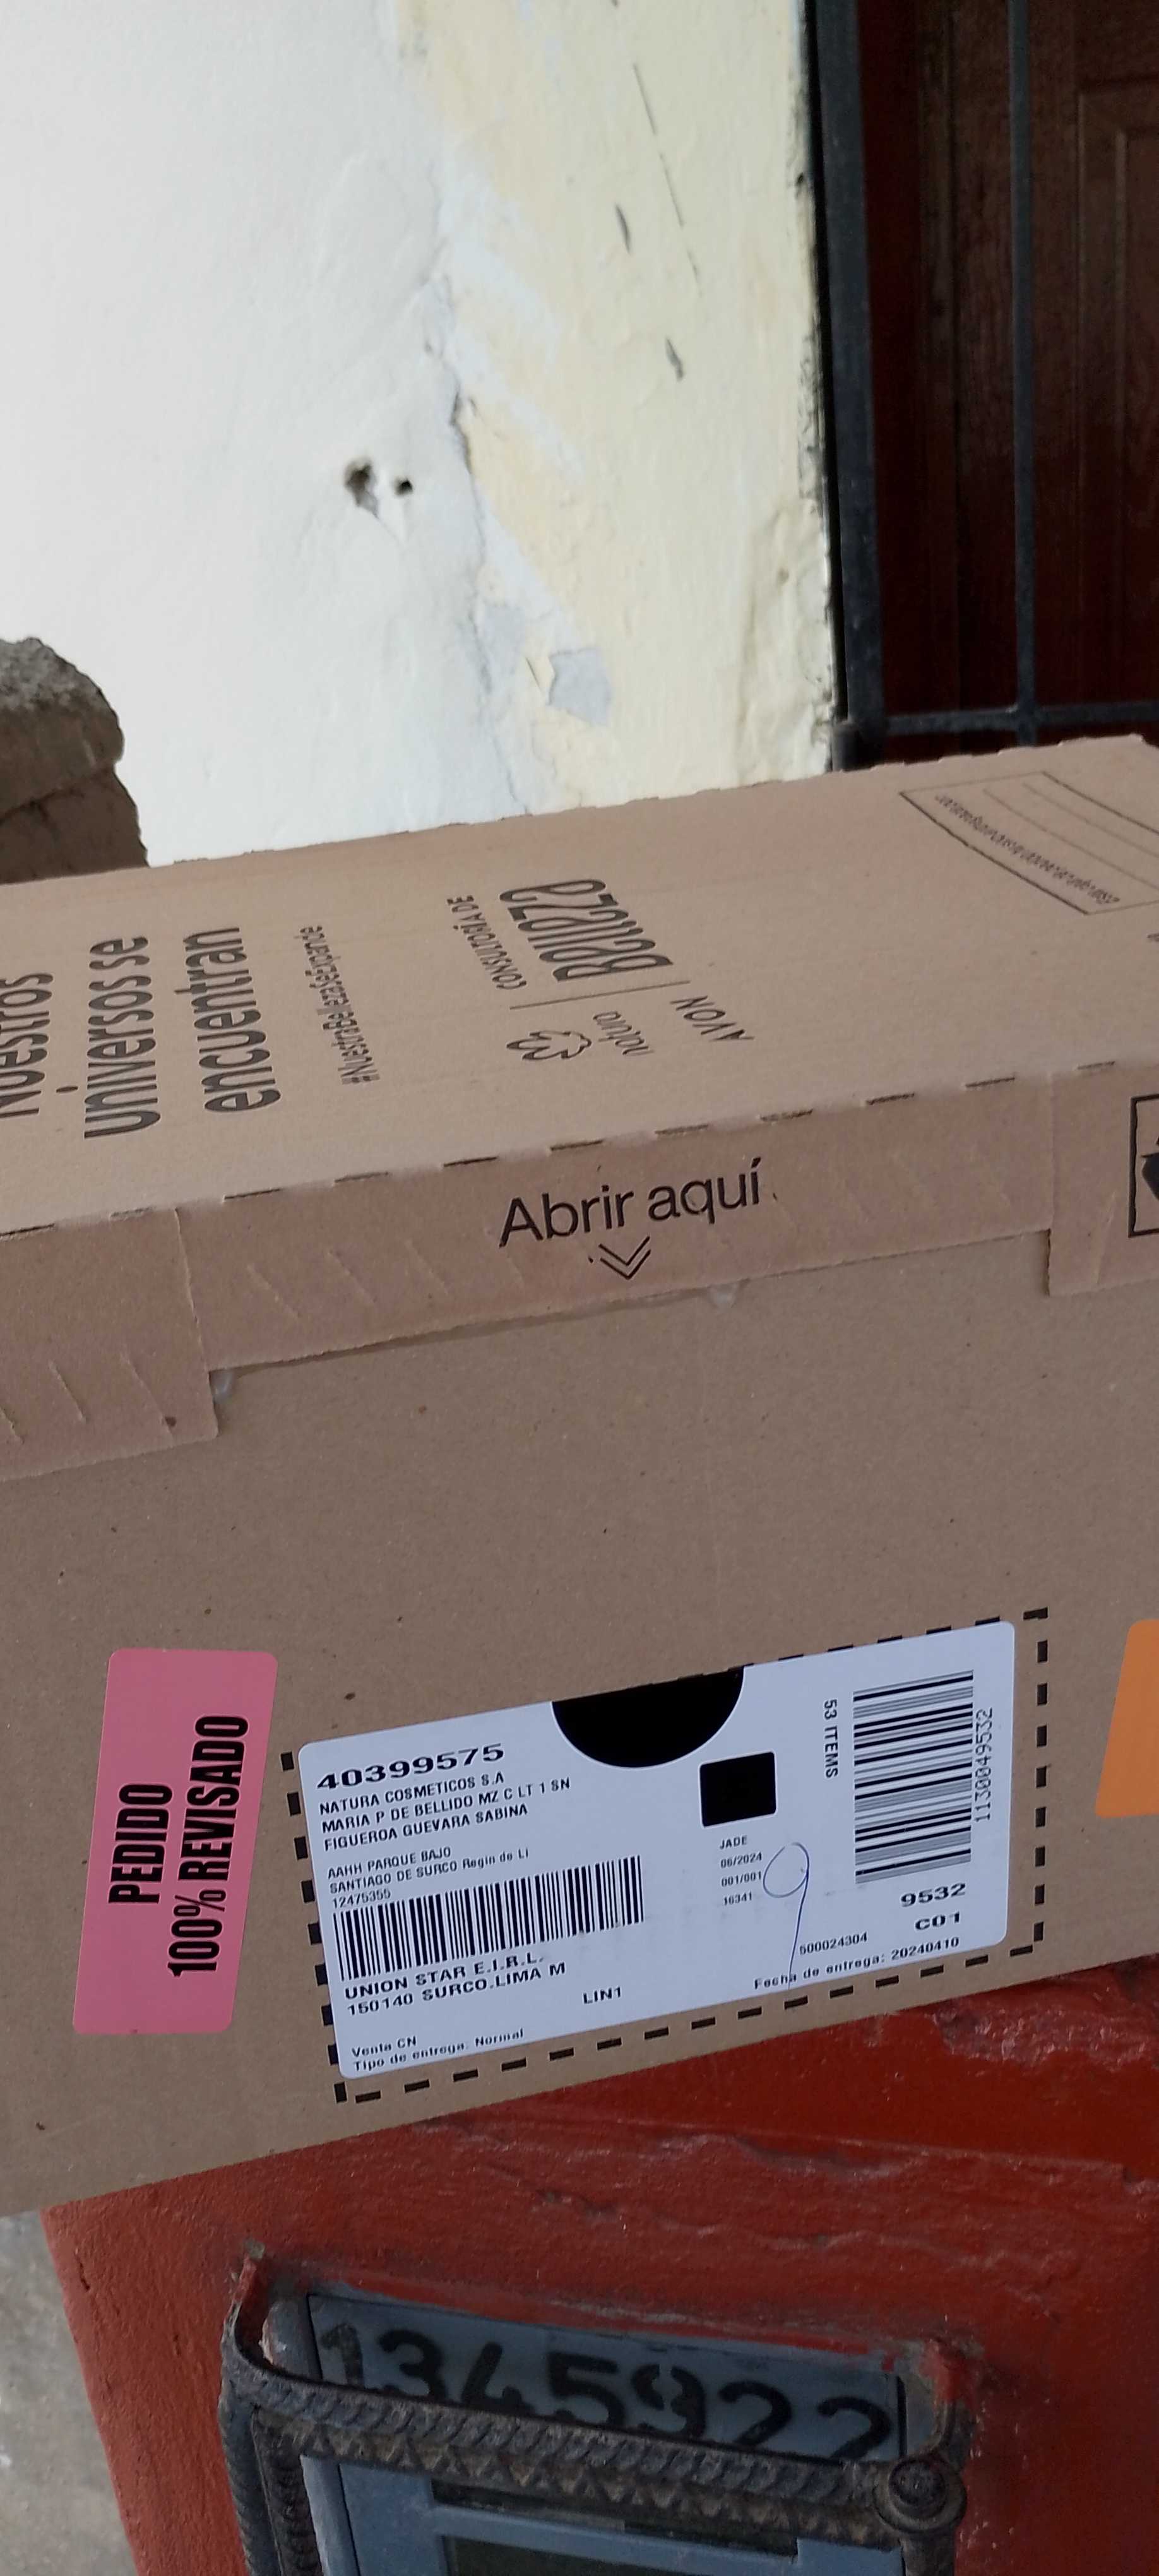 Nuestros
universos se
encuentran
#NuestraBellezaSeExpande
CONSULTORÍA DE
Belleza
natura
AVON
Abrir aquí
PEDIDO
100% REVISADO
40399575
NATURA COSMETICOS S.A
MARIA P DE BELLIDO MZ C LT 1 SN
FIGUEROA GUEVARA SABINA
AAHH PARQUE BAJO
SANTIAGO DE SURCO Regin de Li
12475355
UNION STAR E.I.R.L.
150140 SURCO.LIMA M
LIN1
Venta CN
Tipo de entrega: Normal
53 ITEMS
1130049532
JADE
06/2024
001/001
16341
9532
C01
500024304
Fecha de entrega: 20240410
1345922